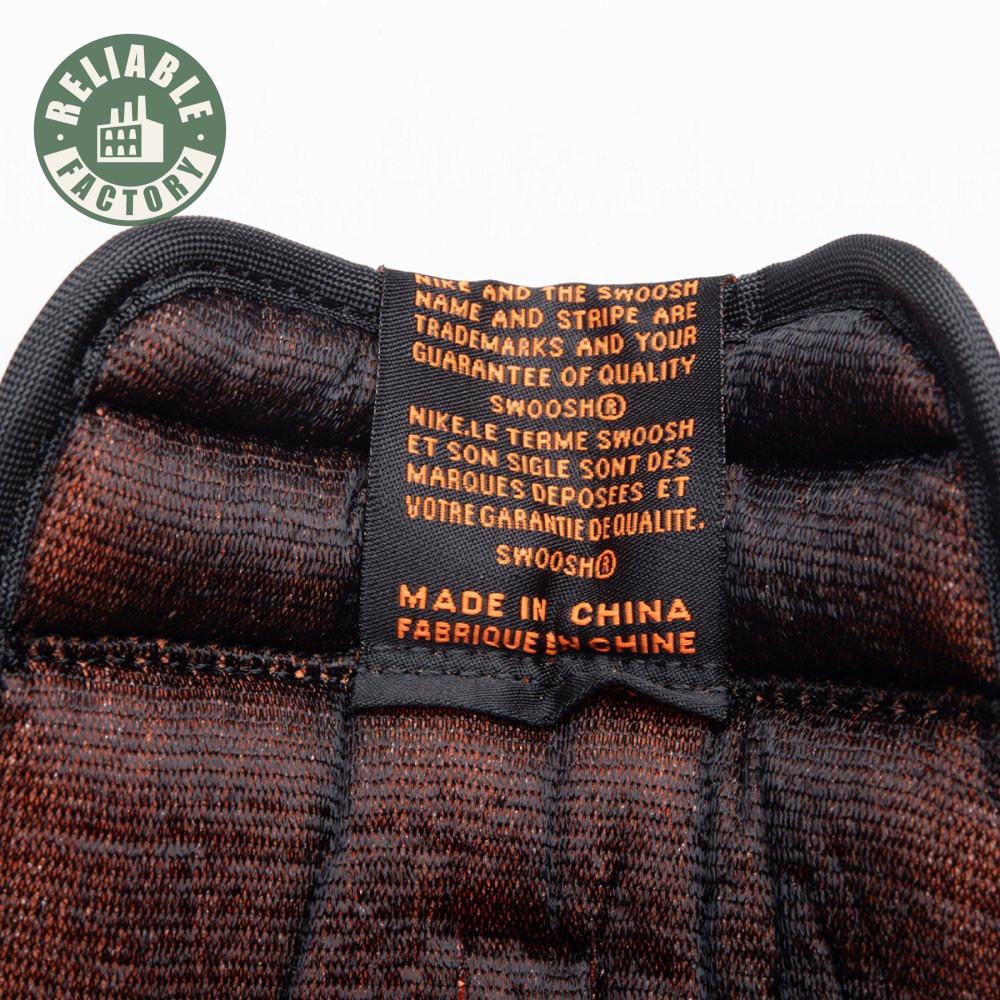 RELIABLE
FACTORY
NIKE AND THE SWOOSH
NAME AND STRIPE ARE
TRADEMARKS AND YOUR
GUARANTEE OF QUALITY
SWOOSH®
NIKE.LE TERME SWOOSH
ET SON SIGLE SONT DES
MARQUES DEPOSEES ET
VOTRE GARANTIE DE QUALITE.
SWOOSH®
MADE IN CHINA
FABRIQUE EN CHINE